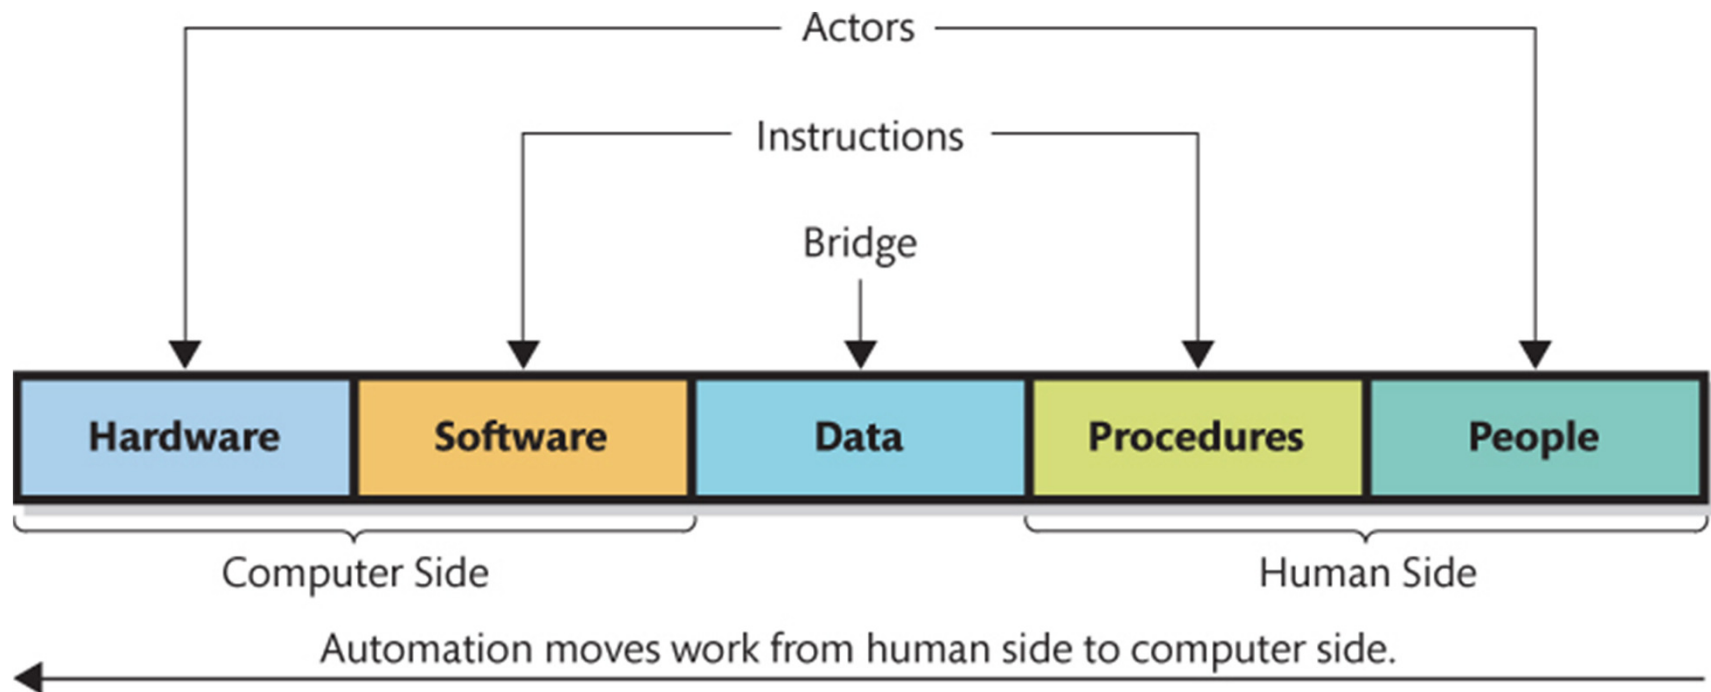 Actors
Instructions
Bridge
Hardware Software Data Procedures People
Computer Side Human Side
Automation moves work from human side to computer side.